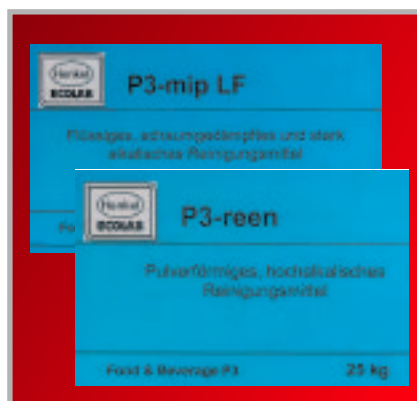 Henkel
ECOLAB
P3-mip LF
Flüssiges, schaumgedämpftes und stark
alkalisches Reinigungsmittel
Fo
Henkel
ECOLAB
P3-reen
Pulverförmiges, hochalkalisches
Reinigungsmittel
Food & Beverage P3
25 kg